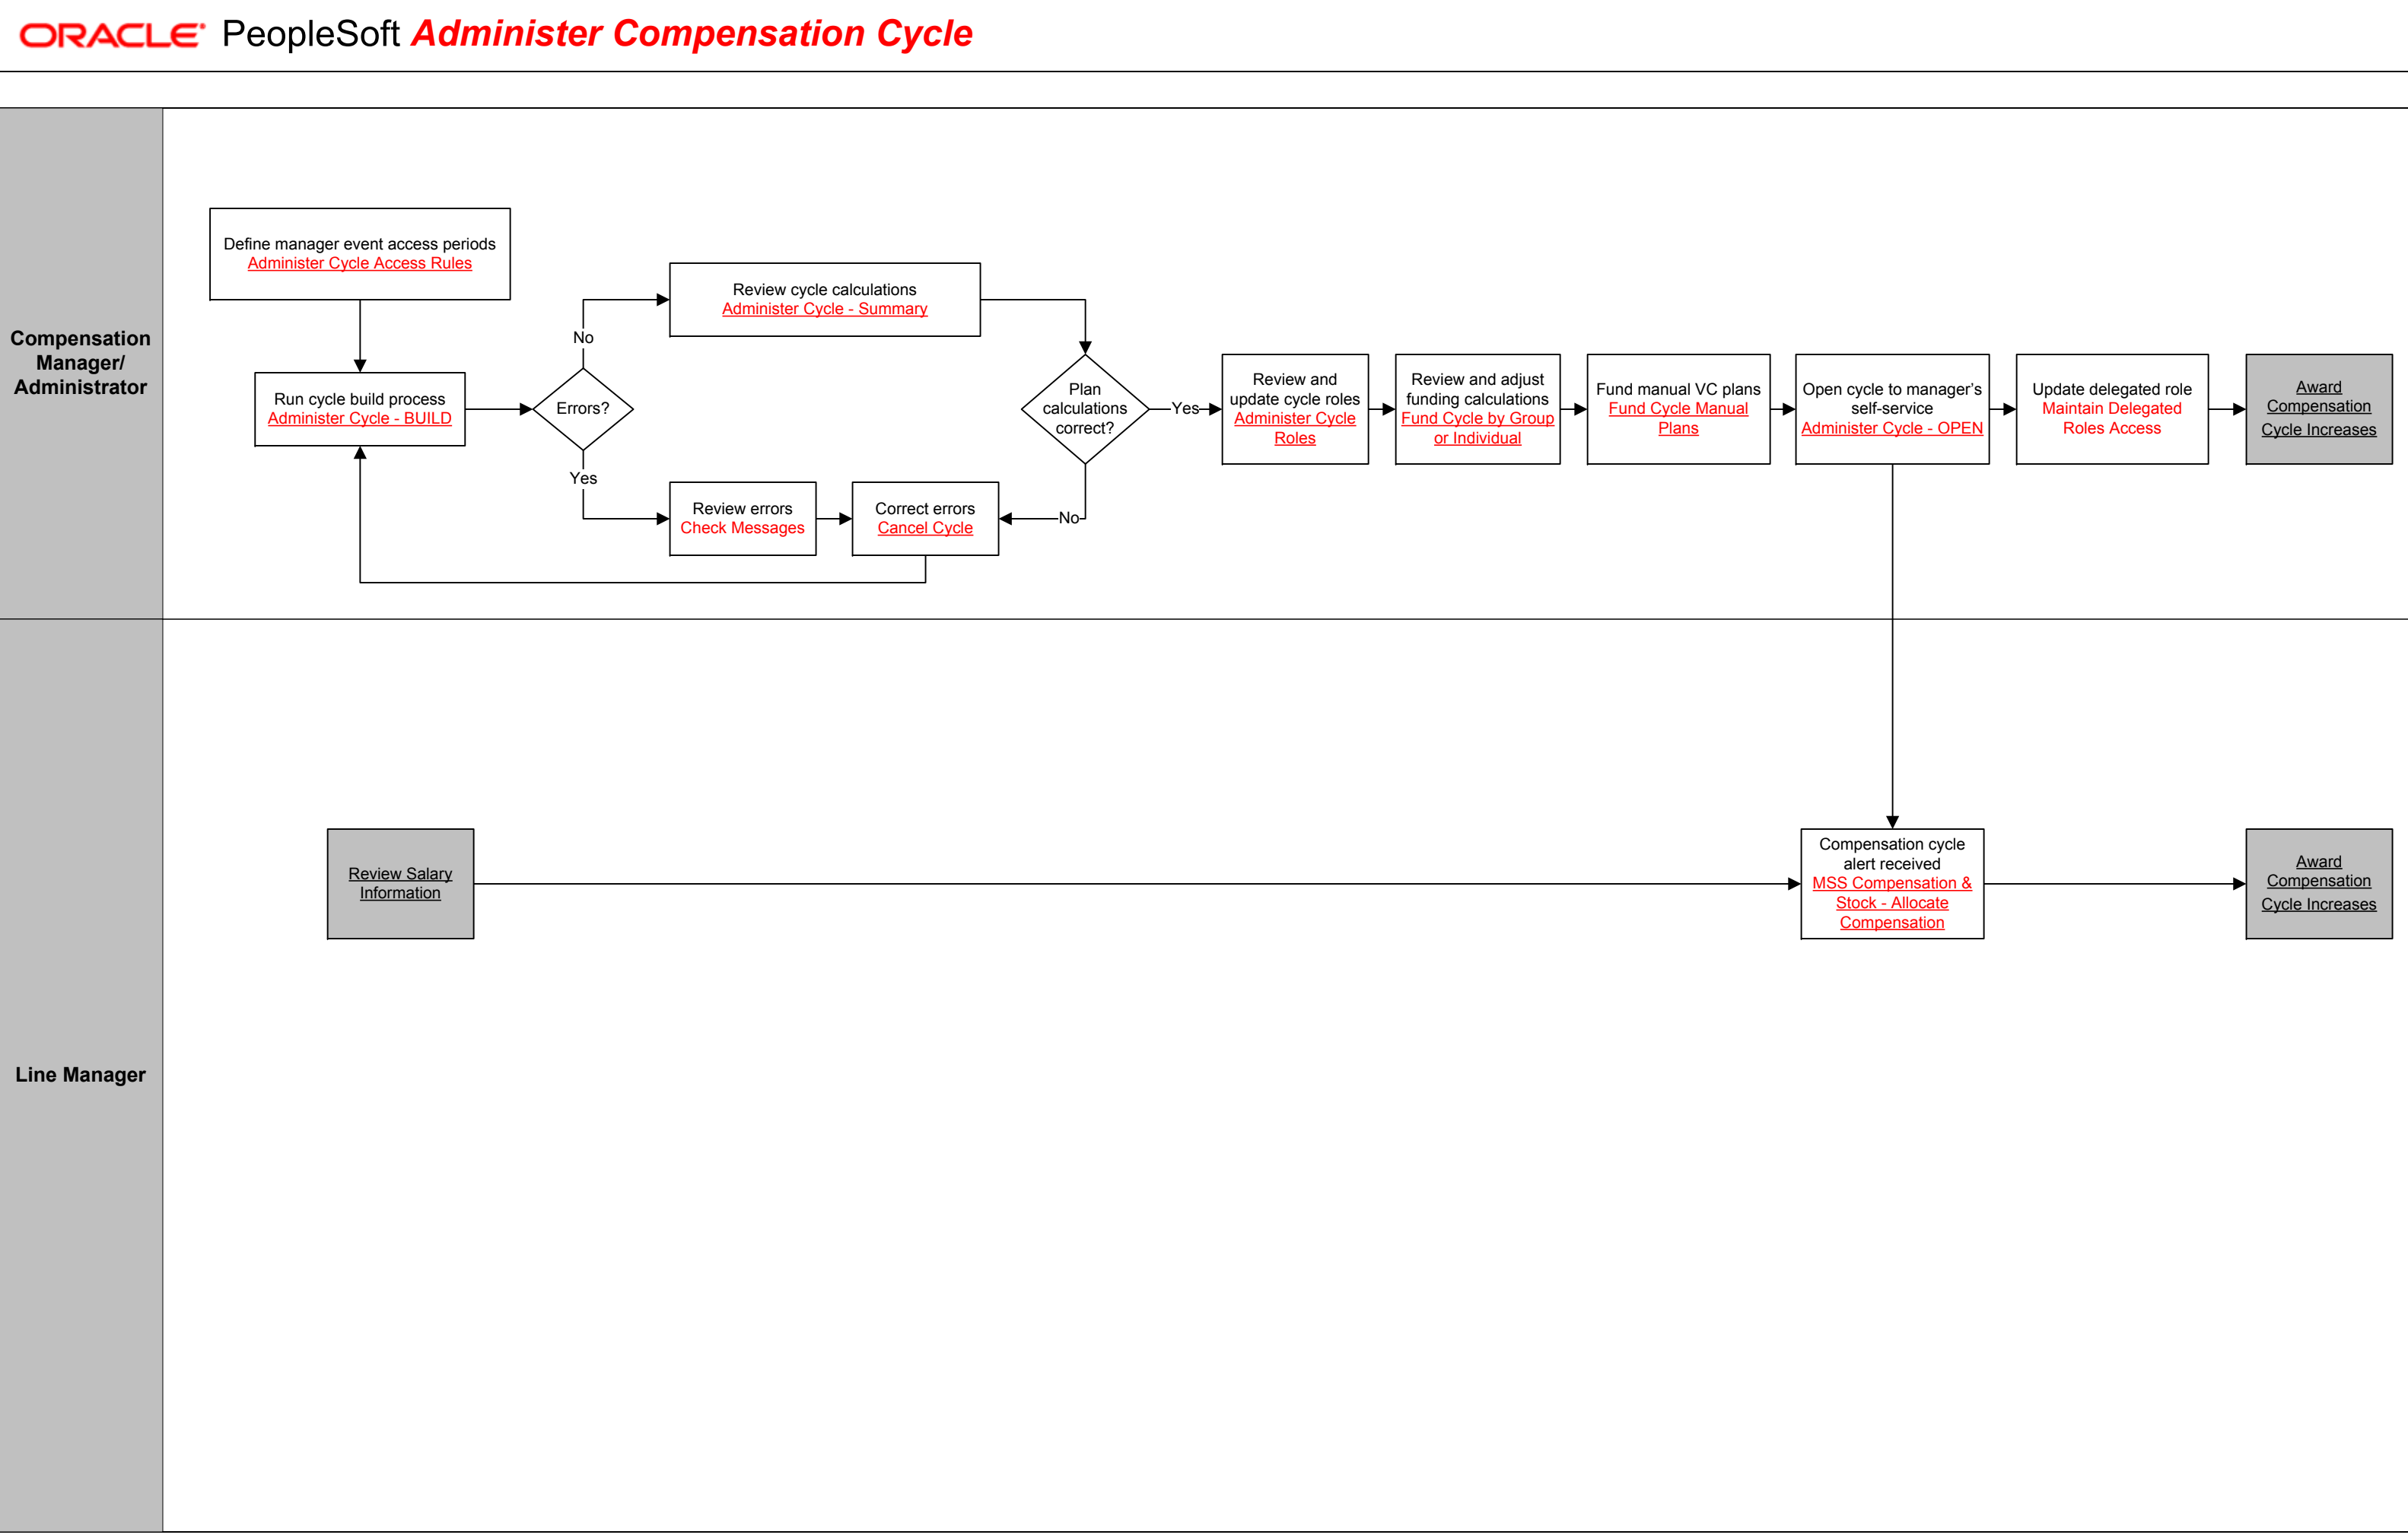 ORACLE PeopleSoft Administer Compensation Cycle
Compensation
Manager/
Administrator
Define manager event access periods
Administer Cycle Access Rules
Run cycle build process
Administer Cycle - BUILD
Errors?
No
Yes
Review cycle calculations
Administer Cycle - Summary
Review errors
Check Messages
Correct errors
Cancel Cycle
Plan
calculations
correct?
No
Yes
Review and
update cycle roles
Administer Cycle
Roles
Review and adjust
funding calculations
Fund Cycle by Group
or Individual
Fund manual VC plans
Fund Cycle Manual
Plans
Open cycle to manager’s
self-service
Administer Cycle - OPEN
Update delegated role
Maintain Delegated
Roles Access
Award
Compensation
Cycle Increases
Line Manager
Review Salary
Information
Compensation cycle
alert received
MSS Compensation &
Stock - Allocate
Compensation
Award
Compensation
Cycle Increases